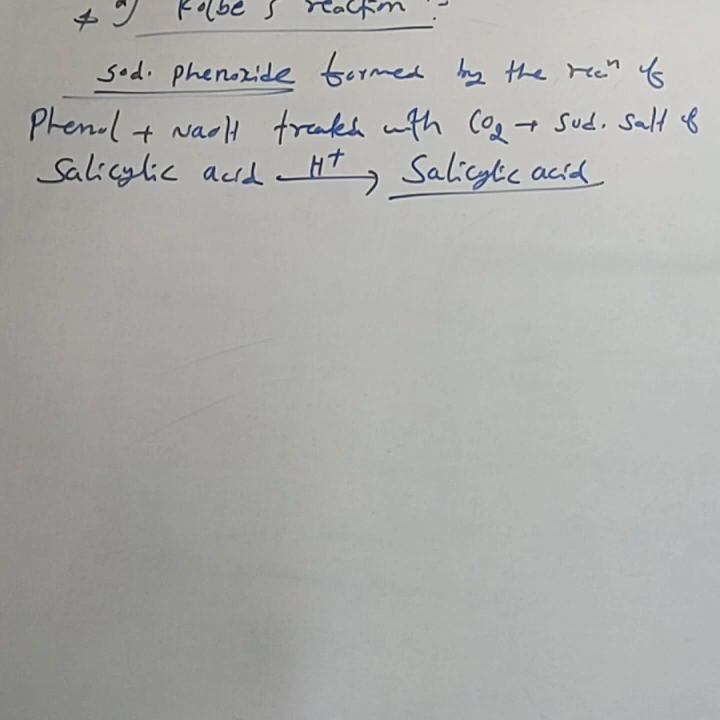 * a) Kolbe's reaction :-
Sod. phenoxide formed by the recⁿ of
Phenol + NaOH treated with CO₂ → Sod. Salt of
Salicylic acid —H⁺→ Salicylic acid